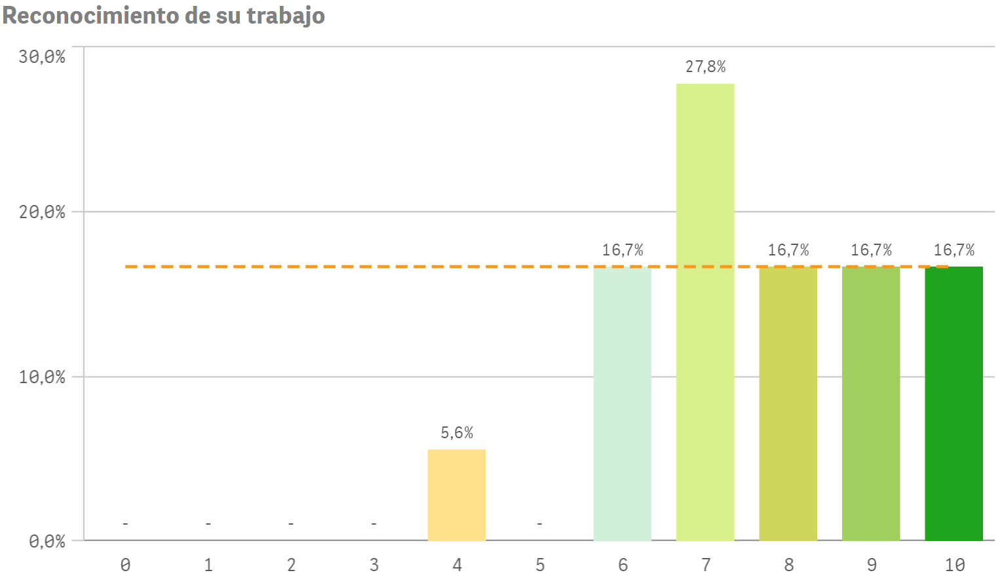 Reconocimiento de su trabajo
30,0%
27,8%
20,0%
16,7% 16,7% 16,7% 16,7%
10,0%
5,6%
- - - - -
0,0%
0 1 2 3 4 5 6 7 8 9 10